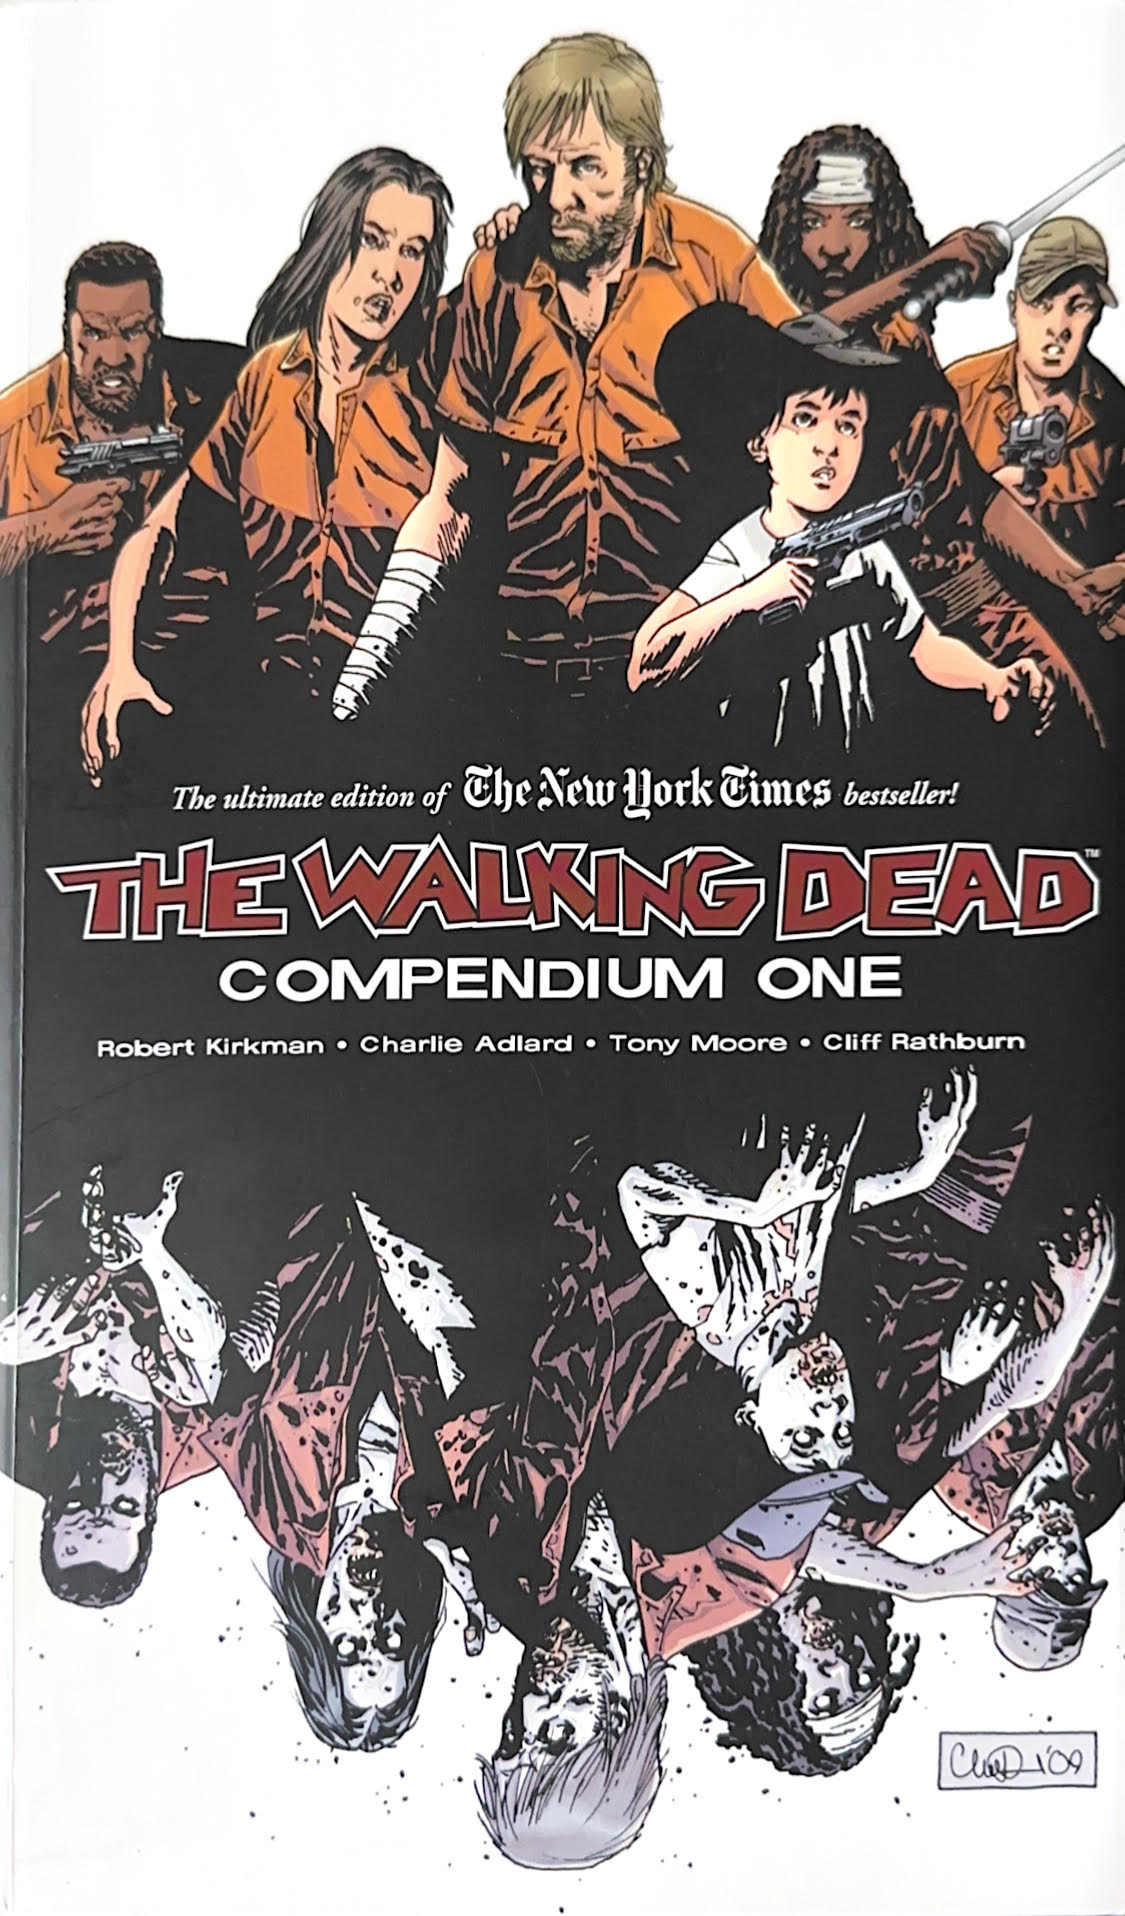 The ultimate edition of The New York Times bestseller!
THE WALKING DEAD™
COMPENDIUM ONE
Robert Kirkman • Charlie Adlard • Tony Moore • Cliff Rathburn
'09